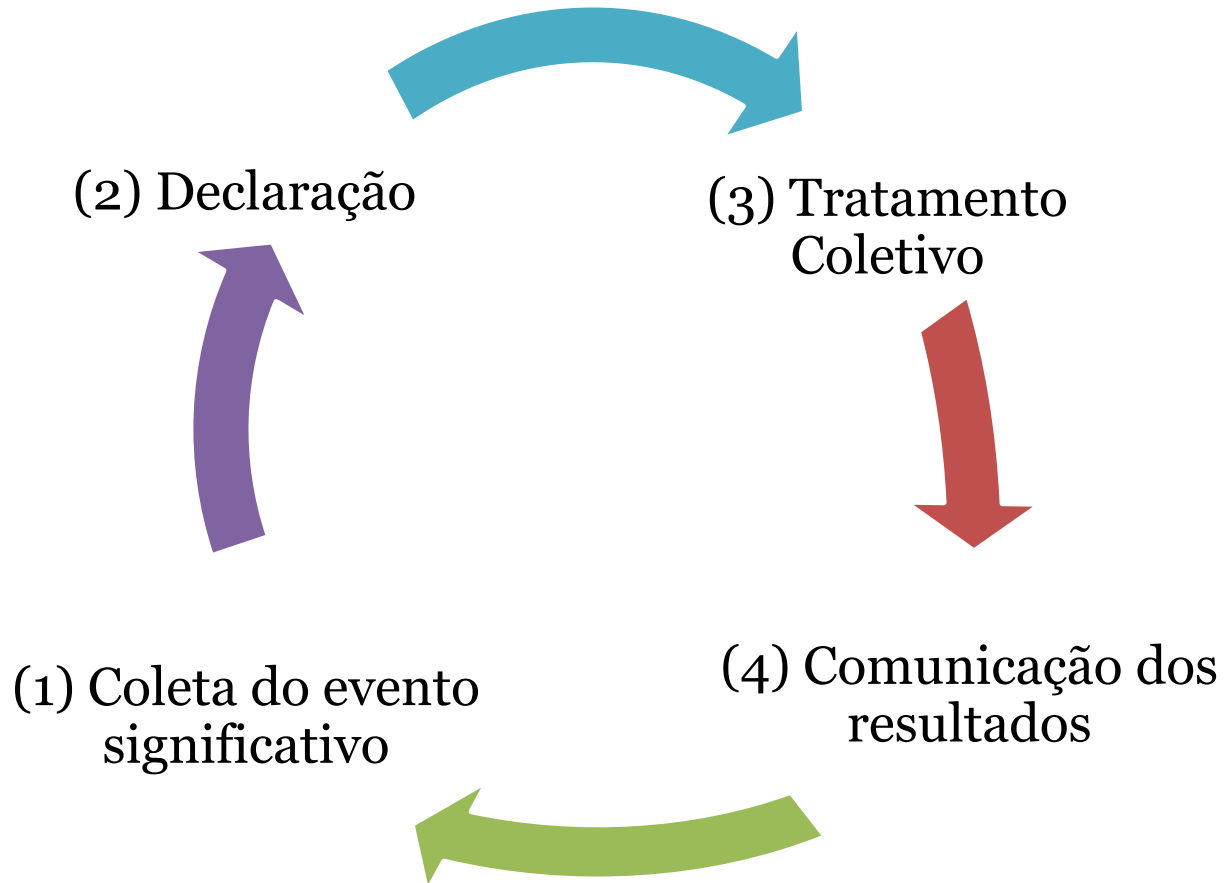 (2) Declaração
(3) Tratamento
Coletivo
(1) Coleta do evento
significativo
(4) Comunicação dos
resultados